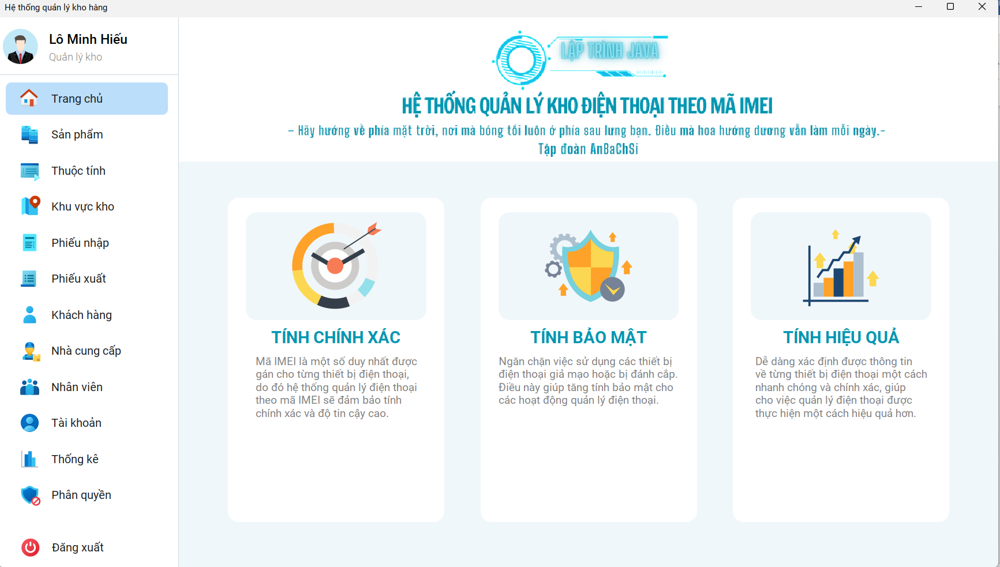 Hệ thống quản lý kho hàng
Lô Minh Hiếu
Quản lý kho
Trang chủ
Sản phẩm
Thuộc tính
Khu vực kho
Phiếu nhập
Phiếu xuất
Khách hàng
Nhà cung cấp
Nhân viên
Tài khoản
Thống kê
Phân quyền
Đăng xuất
LẬP TRÌNH JAVA
HỆ THỐNG QUẢN LÝ KHO ĐIỆN THOẠI THEO MÃ IMEI
– Hãy hướng về phía mặt trời, nơi mà bóng tối luôn ở phía sau lưng bạn. Điều mà hoa hướng dương vẫn làm mỗi ngày.-
Tập đoàn AnBaChSi
TÍNH CHÍNH XÁC
Mã IMEI là một số duy nhất được
gán cho từng thiết bị điện thoại,
do đó hệ thống quản lý điện thoại
theo mã IMEI sẽ đảm bảo tính
chính xác và độ tin cậy cao.
TÍNH BẢO MẬT
Ngăn chặn việc sử dụng các thiết bị
điện thoại giả mạo hoặc bị đánh cắp.
Điều này giúp tăng tính bảo mật cho
các hoạt động quản lý điện thoại.
TÍNH HIỆU QUẢ
Dễ dàng xác định được thông tin
về từng thiết bị điện thoại một cách
nhanh chóng và chính xác, giúp
cho việc quản lý điện thoại được
thực hiện một cách hiệu quả hơn.